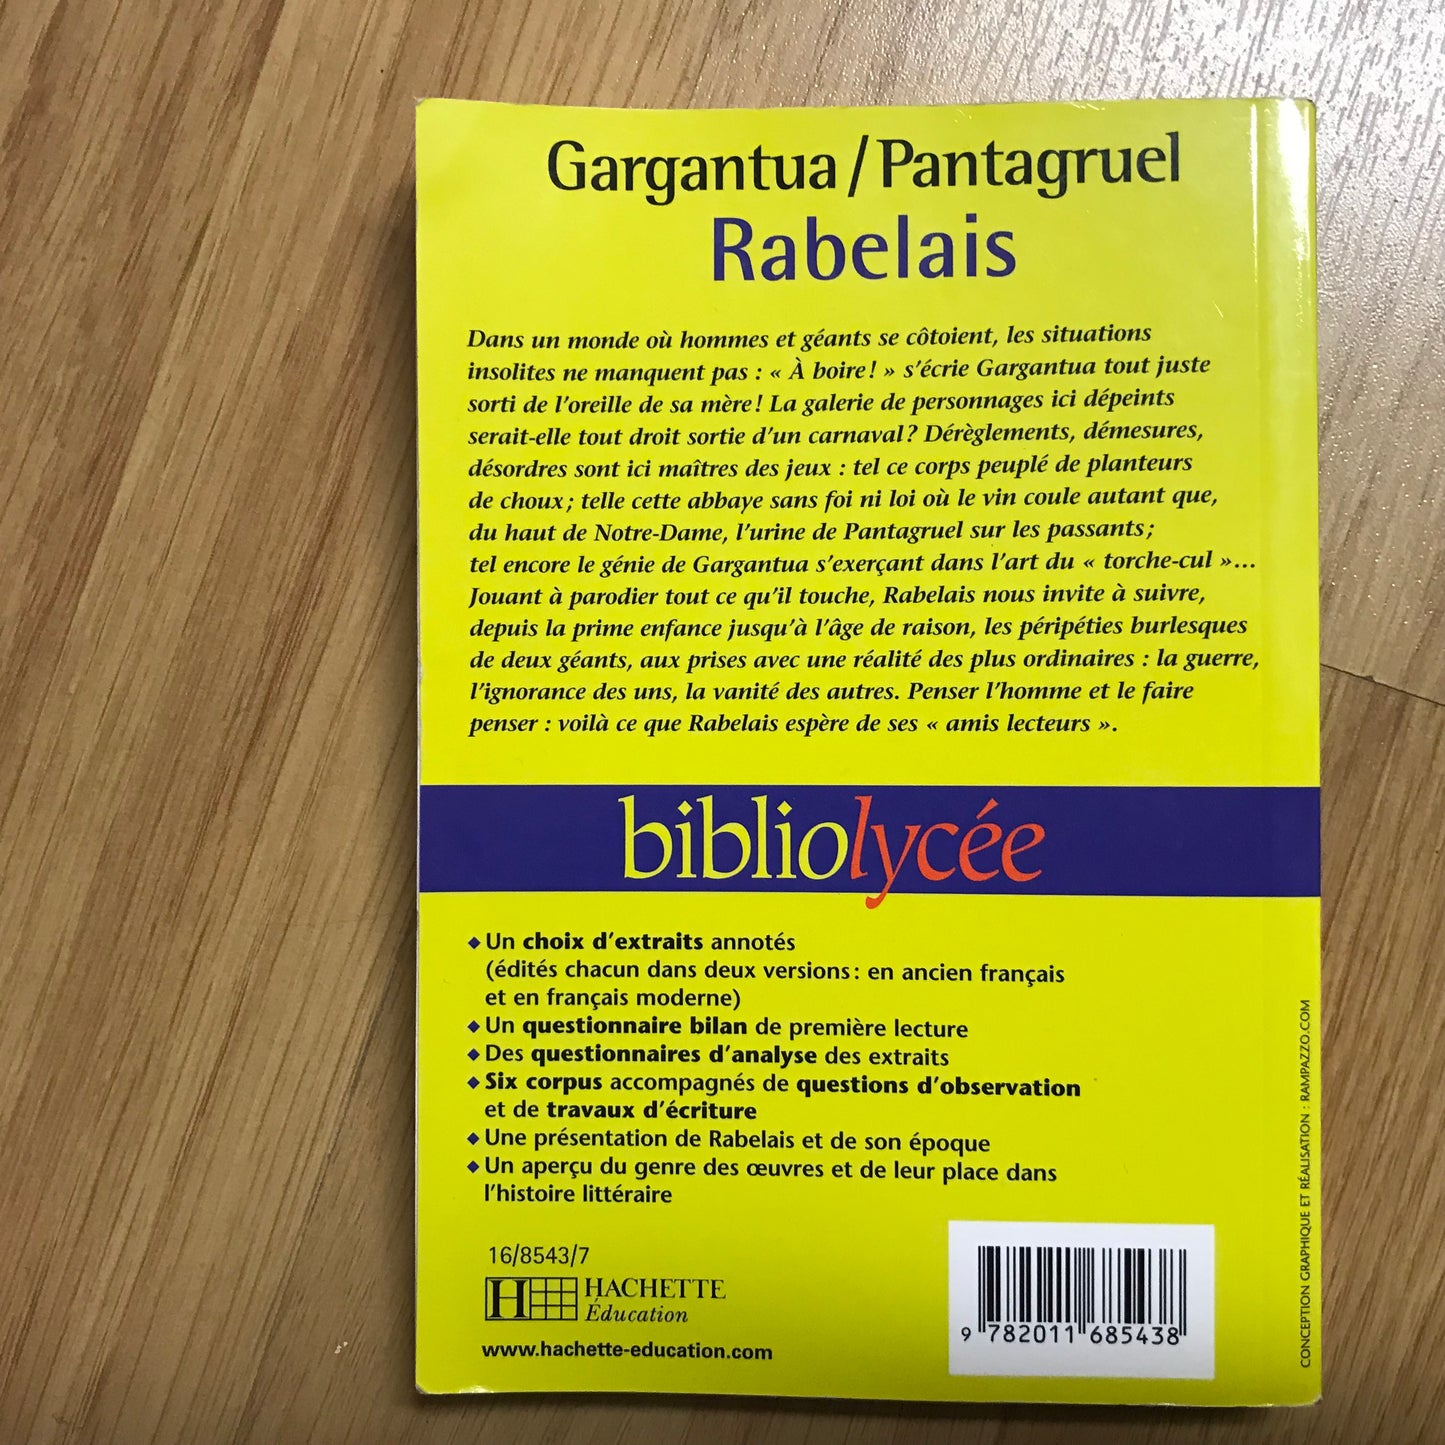 Gargantua / Pantagruel
Rabelais
Dans un monde où hommes et géants se côtoient, les situations
insolites ne manquent pas : « À boire ! » s'écrie Gargantua tout juste
sorti de l'oreille de sa mère ! La galerie de personnages ici dépeints
serait-elle tout droit sortie d'un carnaval ? Dérèglements, démesures,
désordres sont ici maîtres des jeux : tel ce corps peuplé de planteurs
de choux ; telle cette abbaye sans foi ni loi où le vin coule autant que,
du haut de Notre-Dame, l'urine de Pantagruel sur les passants ;
tel encore le génie de Gargantua s'exerçant dans l'art du « torche-cul »…
Jouant à parodier tout ce qu'il touche, Rabelais nous invite à suivre,
depuis la prime enfance jusqu'à l'âge de raison, les péripéties burlesques
de deux géants, aux prises avec une réalité des plus ordinaires : la guerre,
l'ignorance des uns, la vanité des autres. Penser l'homme et le faire
penser : voilà ce que Rabelais espère de ses « amis lecteurs ».
bibliolycée
◆ Un choix d'extraits annotés
(édités chacun dans deux versions : en ancien français
et en français moderne)
◆ Un questionnaire bilan de première lecture
◆ Des questionnaires d'analyse des extraits
◆ Six corpus accompagnés de questions d'observation
et de travaux d'écriture
◆ Une présentation de Rabelais et de son époque
◆ Un aperçu du genre des œuvres et de leur place dans
l'histoire littéraire
16/8543/7
H HACHETTE
Éducation
www.hachette-education.com
9 782011 685438
CONCEPTION GRAPHIQUE ET RÉALISATION : RAMPAZZO.COM